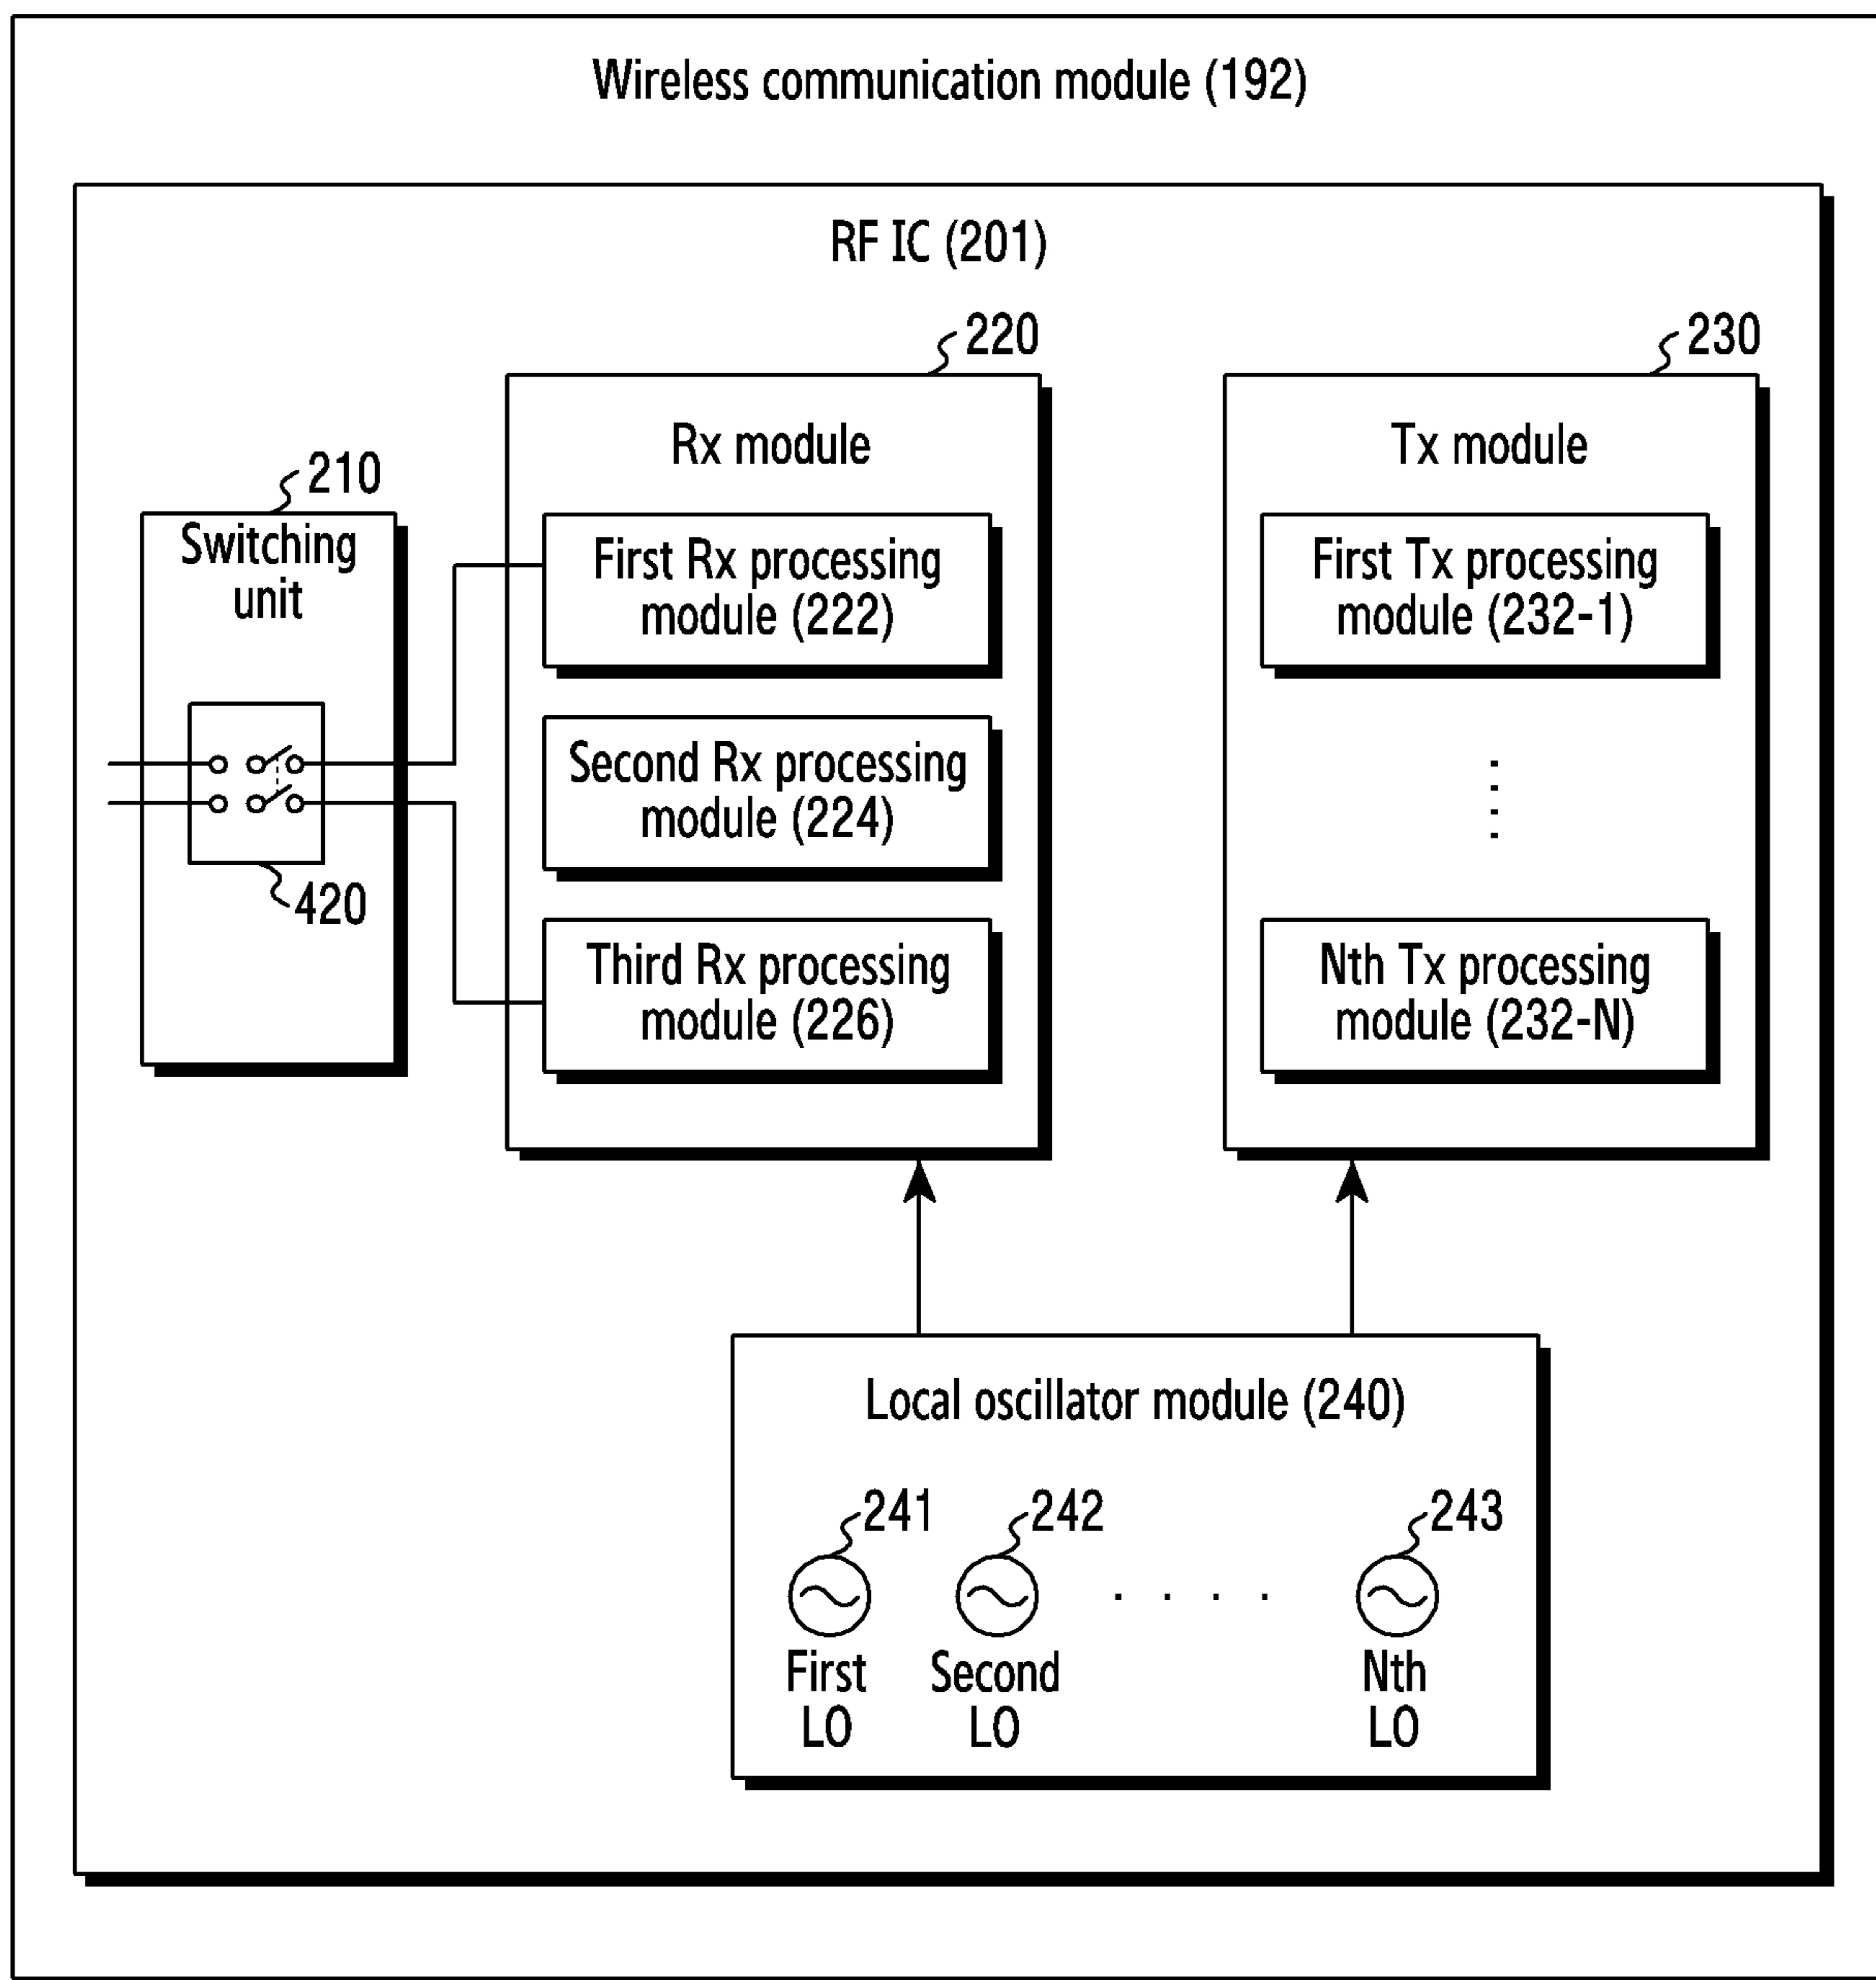 Wireless communication module (192)
RF IC (201)
220
230
Rx module
Tx module
210
Switching
unit
First Rx processing
module (222)
First Tx processing
module (232-1)
Second Rx processing
module (224)
420
Third Rx processing
module (226)
Nth Tx processing
module (232-N)
Local oscillator module (240)
241
242
243
First
LO
Second
LO
Nth
LO